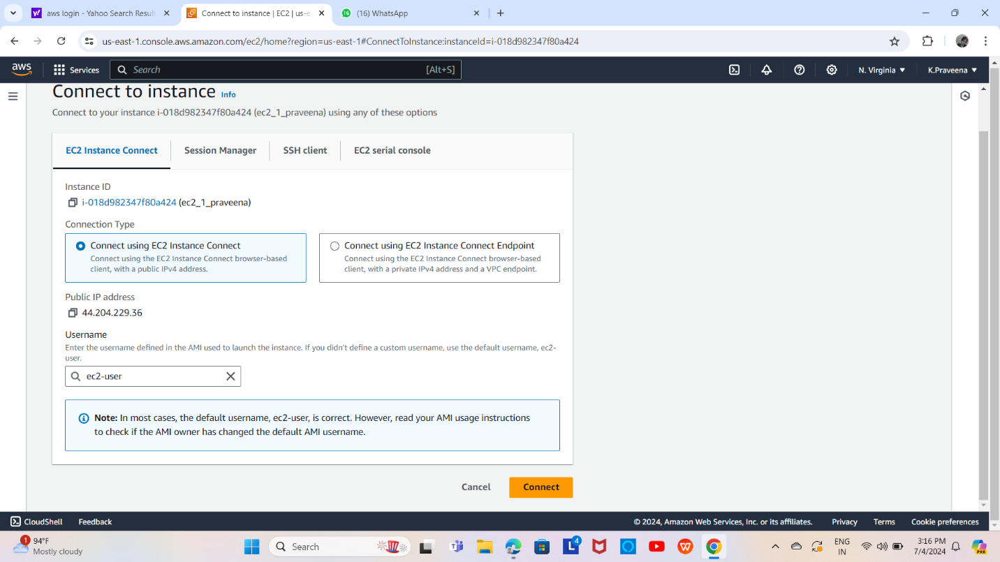 aws login - Yahoo Search Result
Connect to instance | EC2 | us-e
16
(16) WhatsApp
us-east-1.console.aws.amazon.com/ec2/home?region=us-east-1#ConnectToInstance:instanceId=i-018d982347f80a424
aws
Services
Search
[Alt+S]
N. Virginia
K.Praveena
Connect to instance Info
Connect to your instance i-018d982347f80a424 (ec2_1_praveena) using any of these options
EC2 Instance Connect
Session Manager
SSH client
EC2 serial console
Instance ID
i-018d982347f80a424 (ec2_1_praveena)
Connection Type
Connect using EC2 Instance Connect
Connect using the EC2 Instance Connect browser-based
client, with a public IPv4 address.
Connect using EC2 Instance Connect Endpoint
Connect using the EC2 Instance Connect browser-based
client, with a private IPv4 address and a VPC endpoint.
Public IP address
44.204.229.36
Username
Enter the username defined in the AMI used to launch the instance. If you didn't define a custom username, use the default username, ec2-
user.
ec2-user
Note: In most cases, the default username, ec2-user, is correct. However, read your AMI usage instructions
to check if the AMI owner has changed the default AMI username.
Cancel
Connect
CloudShell
Feedback
© 2024, Amazon Web Services, Inc. or its affiliates.
Privacy
Terms
Cookie preferences
1
94°F
Mostly cloudy
Search
L
4
W
ENG
IN
3:16 PM
7/4/2024
PRE